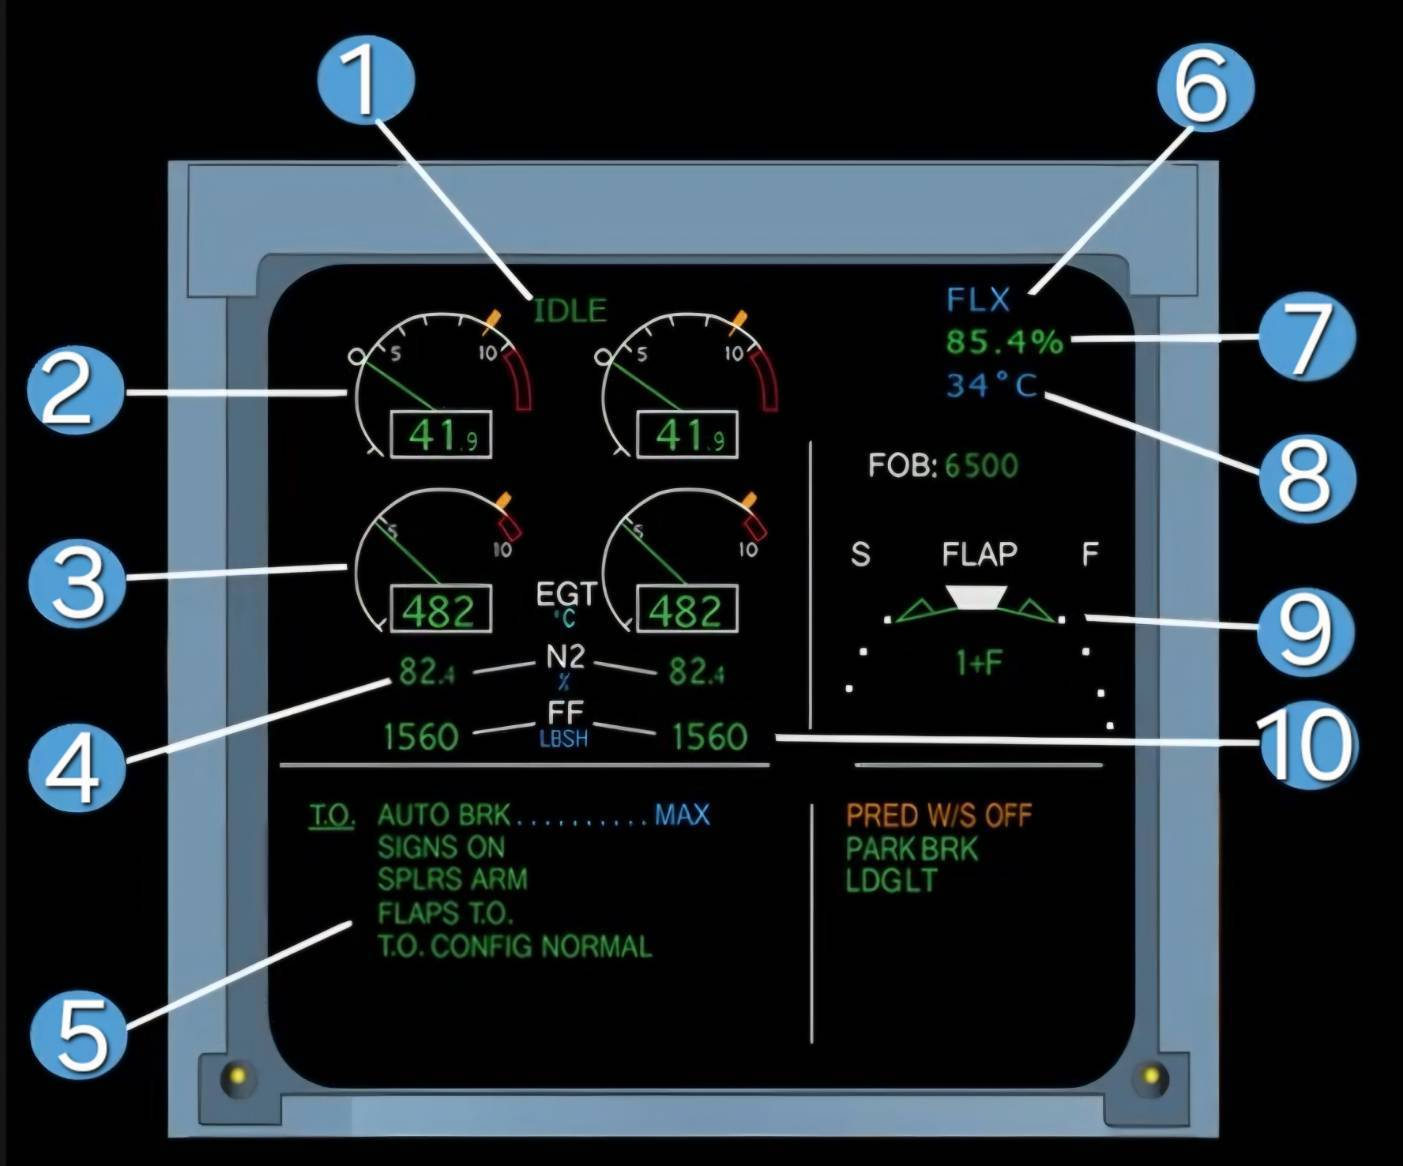 1
6
IDLE
FLX
7
85.4%
2
5 10
5 10
34°C
41.9
41.9
8
FOB: 6500
3
5 10
5 10
S FLAP F
EGT
°C
482
482
9
82.4 N2 82.4
%
1+F
4
1560 FF 1560
LBSH
10
T.O. AUTO BRK..........MAX
SIGNS ON
SPLRS ARM
FLAPS T.O.
T.O. CONFIG NORMAL
PRED W/S OFF
PARK BRK
LDG LT
5